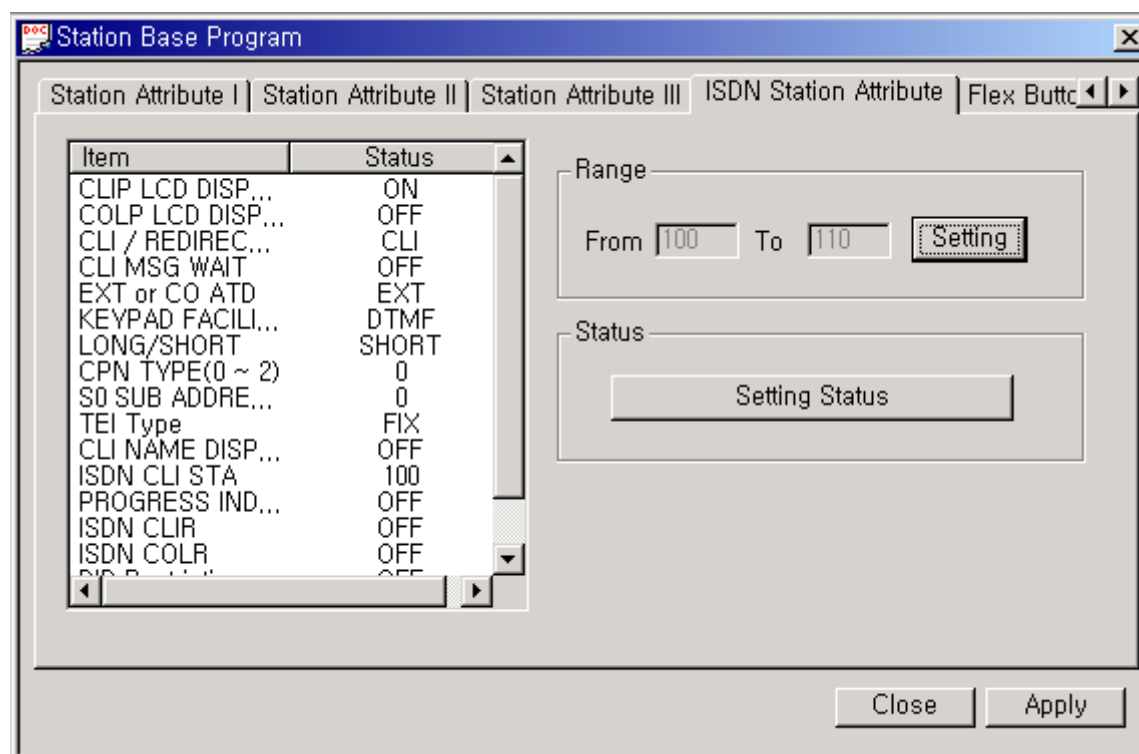 DOC Station Base Program
Station Attribute I Station Attribute II Station Attribute III ISDN Station Attribute Flex Buttc
Item Status
CLIP LCD DISP... ON
COLP LCD DISP... OFF
CLI / REDIREC... CLI
CLI MSG WAIT OFF
EXT or CO ATD EXT
KEYPAD FACILI... DTMF
LONG/SHORT SHORT
CPN TYPE(0 ~ 2) 0
S0 SUB ADDRE... 0
TEI Type FIX
CLI NAME DISP... OFF
ISDN CLI STA 100
PROGRESS IND... OFF
ISDN CLIR OFF
ISDN COLR OFF
Range
From 100 To 110 Setting
Status
Setting Status
Close Apply